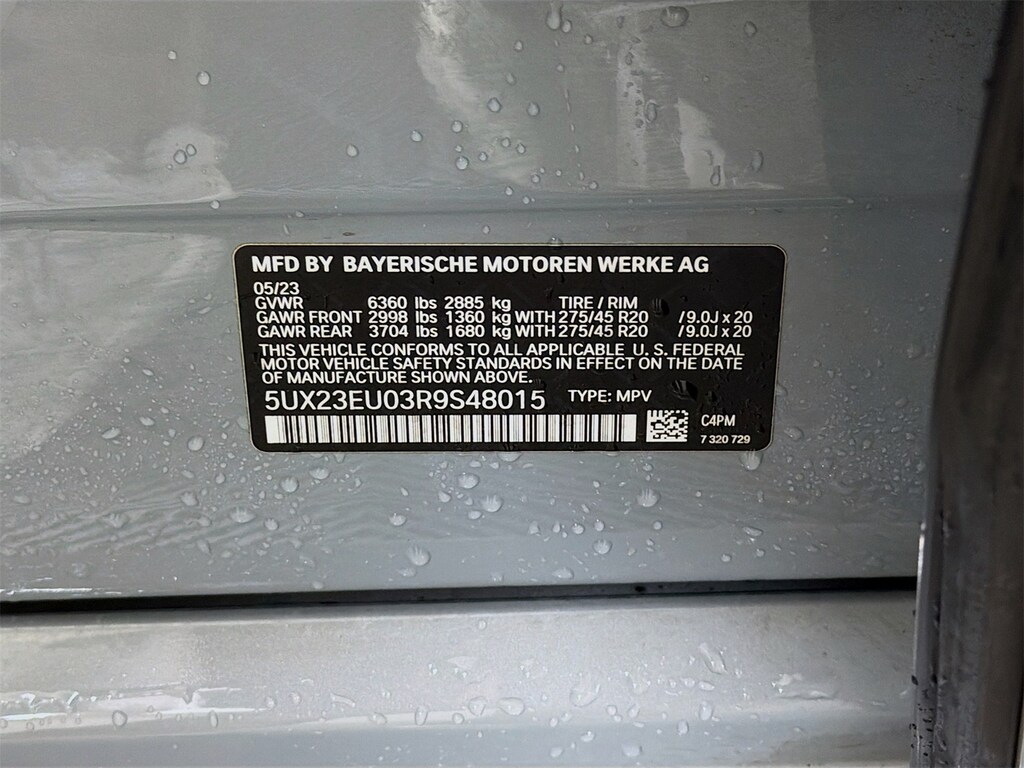 MFD BY BAYERISCHE MOTOREN WERKE AG
05/23
GVWR 6360 lbs 2885 kg TIRE / RIM
GAWR FRONT 2998 lbs 1360 kg WITH 275/45 R20 /9.0J x 20
GAWR REAR 3704 lbs 1680 kg WITH 275/45 R20 /9.0J x 20
THIS VEHICLE CONFORMS TO ALL APPLICABLE U. S. FEDERAL
MOTOR VEHICLE SAFETY STANDARDS IN EFFECT ON THE DATE
OF MANUFACTURE SHOWN ABOVE.
5UX23EU03R9S48015 TYPE: MPV
C4PM
7 320 729